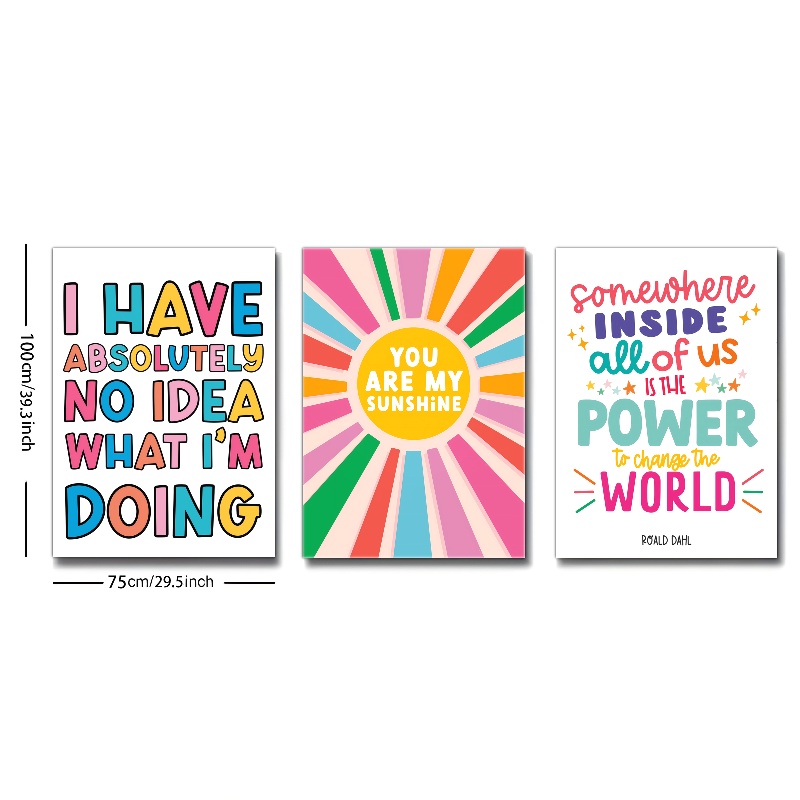 100cm/39.3inch
I HAVE
ABSOLUTELY
NO IDEA
WHAT I'M
DOING
75cm/29.5inch
YOU
ARE MY
SUNSHiNE
somewhere
INSIDE
all of us
IS THE
POWER
to change the
WORLD
ROALD DAHL